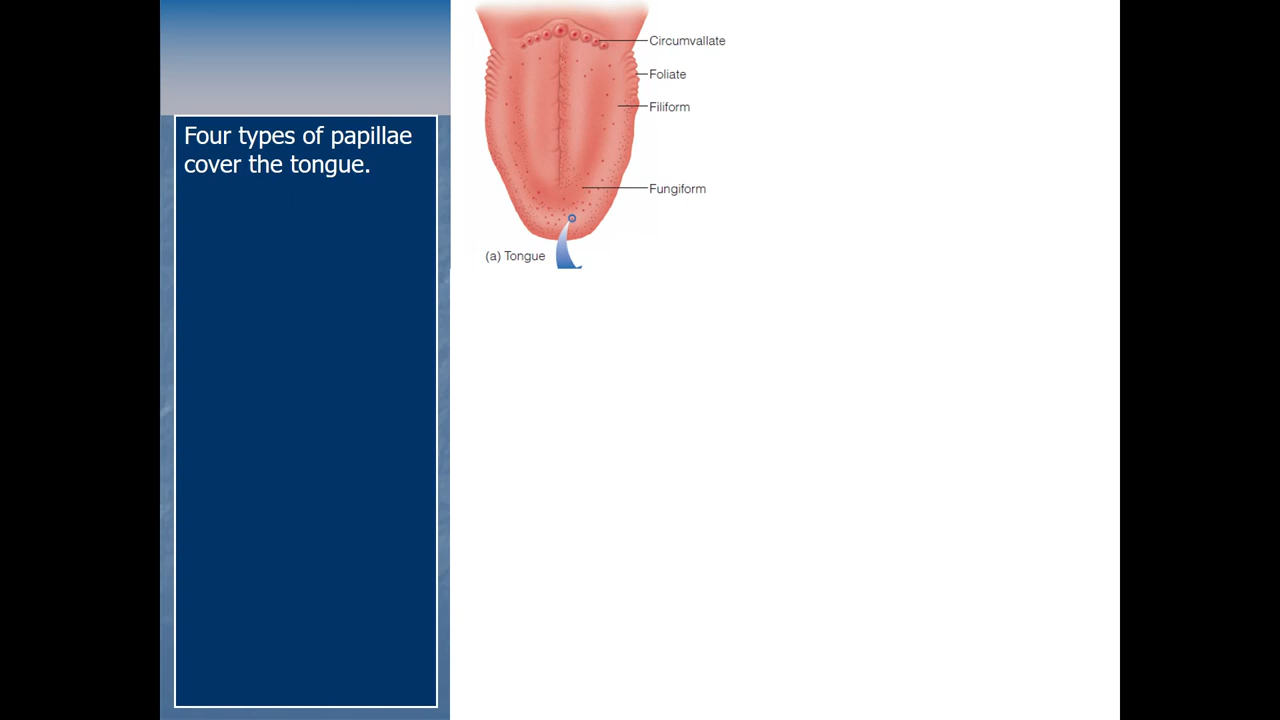 Four types of papillae
cover the tongue.
Circumvallate
Foliate
Filiform
Fungiform
(a) Tongue